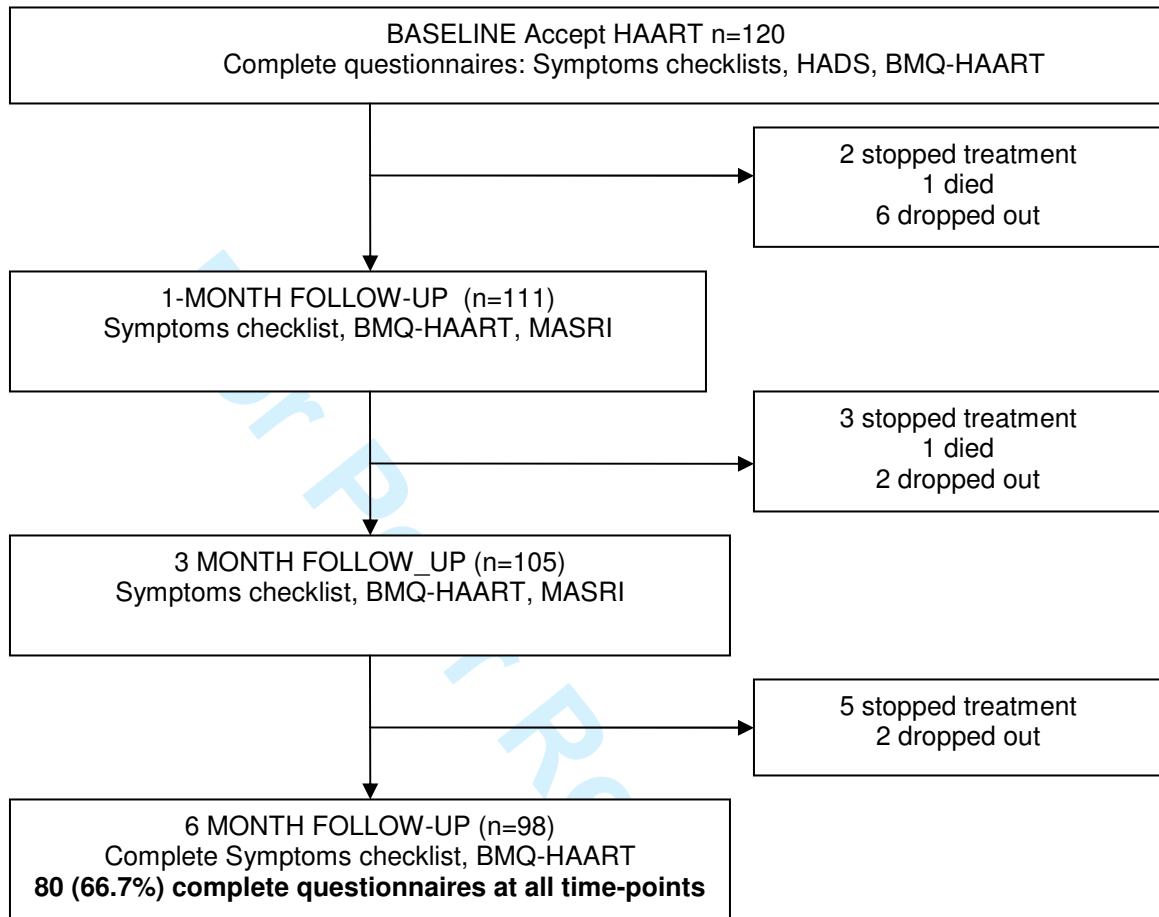 BASELINE Accept HAART n=120
Complete questionnaires: Symptoms checklists, HADS, BMQ-HAART
2 stopped treatment
1 died
6 dropped out
1-MONTH FOLLOW-UP (n=111)
Symptoms checklist, BMQ-HAART, MASRI
3 stopped treatment
1 died
2 dropped out
3 MONTH FOLLOW_UP (n=105)
Symptoms checklist, BMQ-HAART, MASRI
5 stopped treatment
2 dropped out
6 MONTH FOLLOW-UP (n=98)
Complete Symptoms checklist, BMQ-HAART
80 (66.7%) complete questionnaires at all time-points